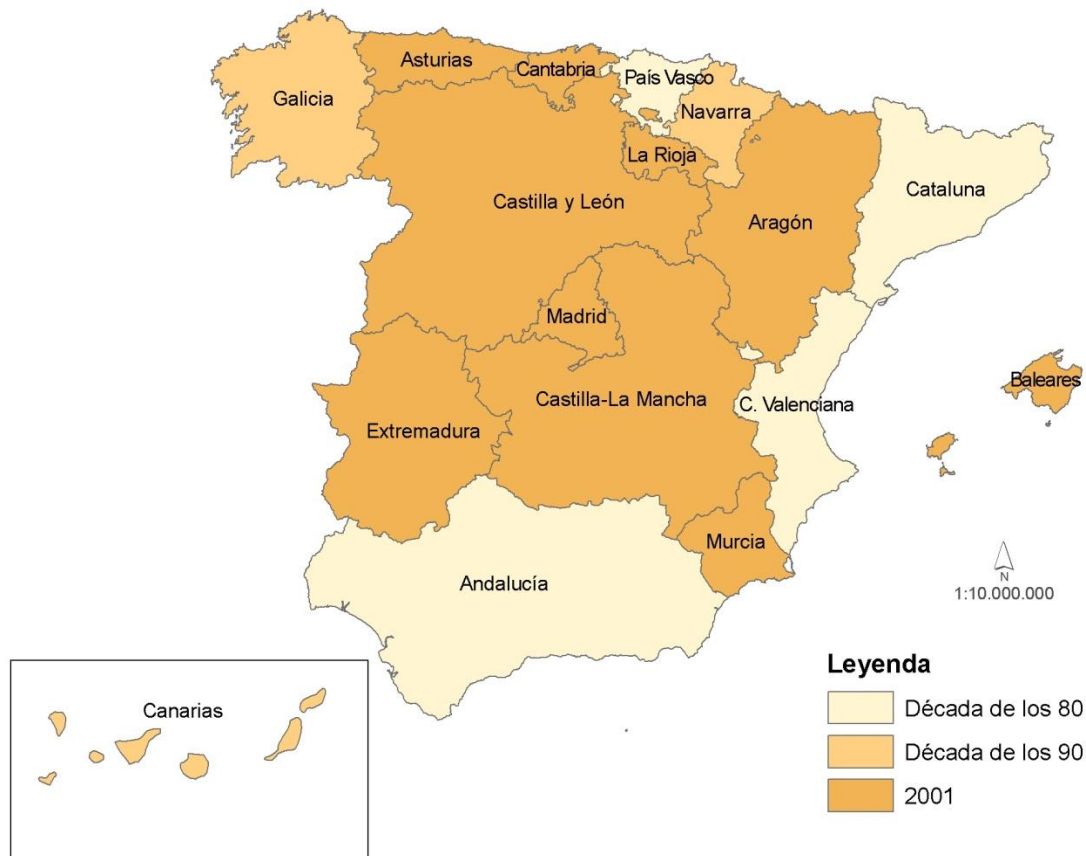 Asturias
Cantabria
País Vasco
Galicia
Navarra
La Rioja
Cataluna
Castilla y León
Aragón
Madrid
Baleares
Castilla-La Mancha
C. Valenciana
Extremadura
Murcia
Andalucía
N
1:10.000.000
Canarias
Leyenda
Década de los 80
Década de los 90
2001